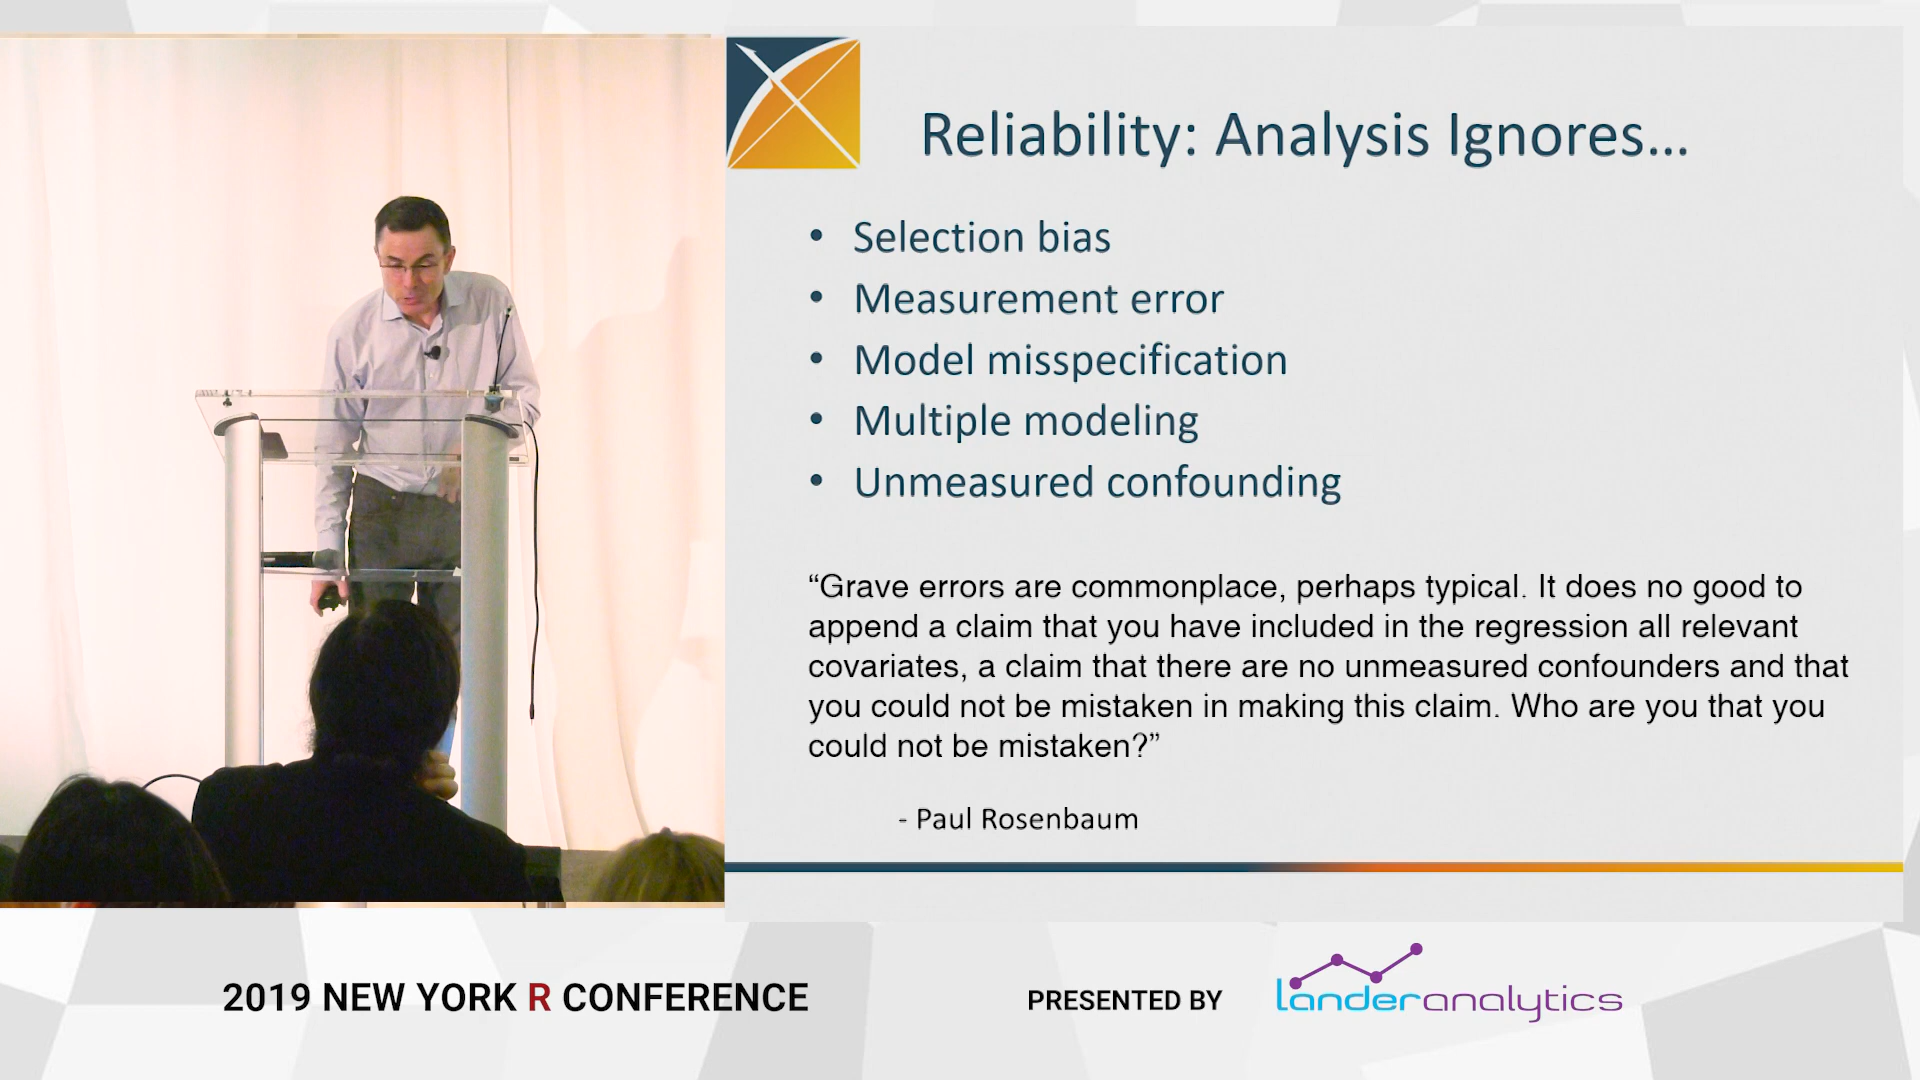 Reliability: Analysis Ignores...
• Selection bias
• Measurement error
• Model misspecification
• Multiple modeling
• Unmeasured confounding
“Grave errors are commonplace, perhaps typical. It does no good to
append a claim that you have included in the regression all relevant
covariates, a claim that there are no unmeasured confounders and that
you could not be mistaken in making this claim. Who are you that you
could not be mistaken?”
- Paul Rosenbaum
2019 NEW YORK R CONFERENCE
PRESENTED BY
landeranalytics